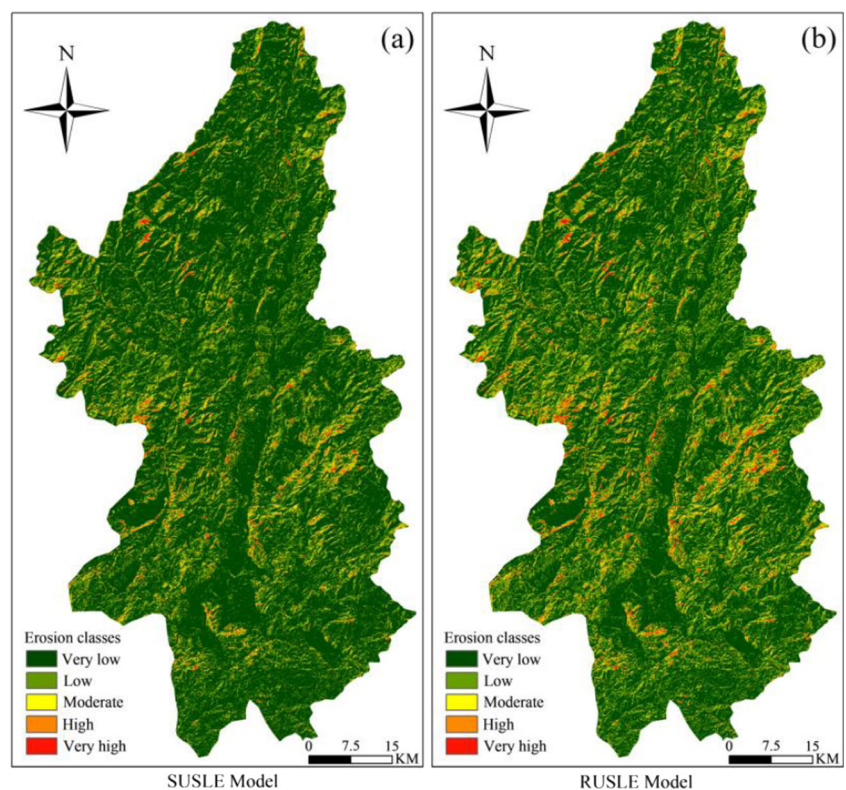 (a)
N
Erosion classes
Very low
Low
Moderate
High
Very high
0 7.5 15
KM
SUSLE Model
(b)
N
Erosion classes
Very low
Low
Moderate
High
Very high
0 7.5 15
KM
RUSLE Model